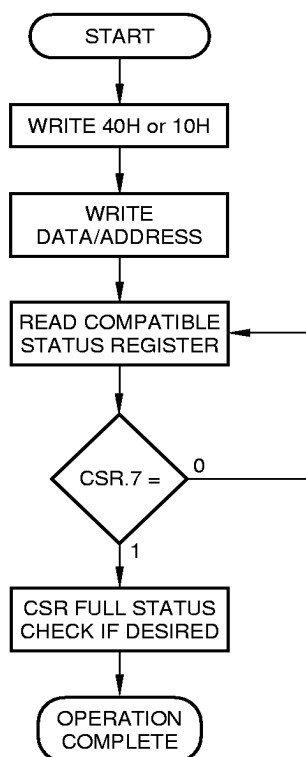 START
WRITE 40H or 10H
WRITE
DATA/ADDRESS
READ COMPATIBLE
STATUS REGISTER
CSR.7 =
0
1
CSR FULL STATUS
CHECK IF DESIRED
OPERATION
COMPLETE